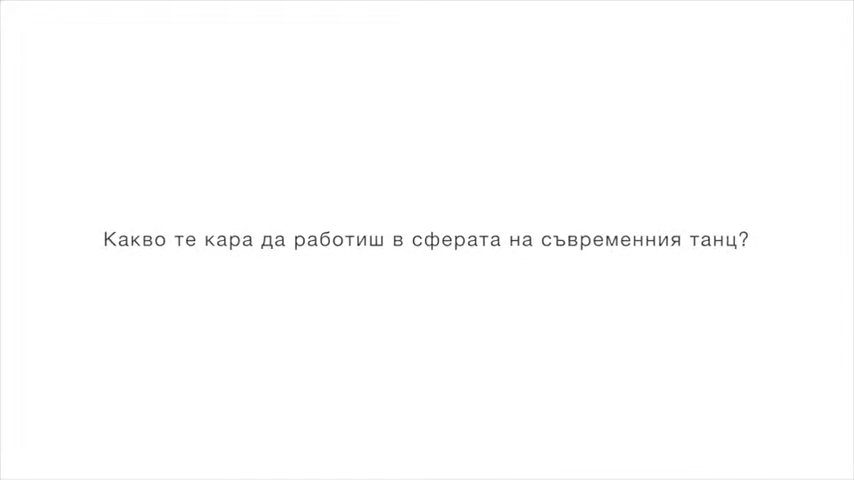 Какво те кара да работиш в сферата на съвременния танц?